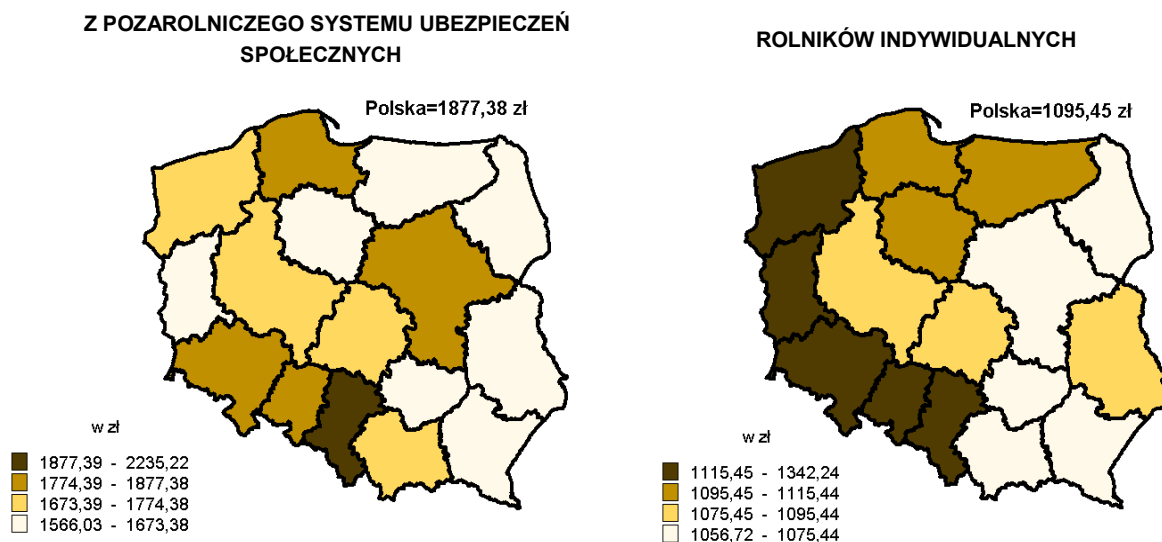 Z POZAROLNICZEGO SYSTEMU UBEZPIECZEŃ
SPOŁECZNYCH
Polska=1877,38 zł
w zł
1877,39 - 2235,22
1774,39 - 1877,38
1673,39 - 1774,38
1566,03 - 1673,38
ROLNIKÓW INDYWIDUALNYCH
Polska=1095,45 zł
w zł
1115,45 - 1342,24
1095,45 - 1115,44
1075,45 - 1095,44
1056,72 - 1075,44